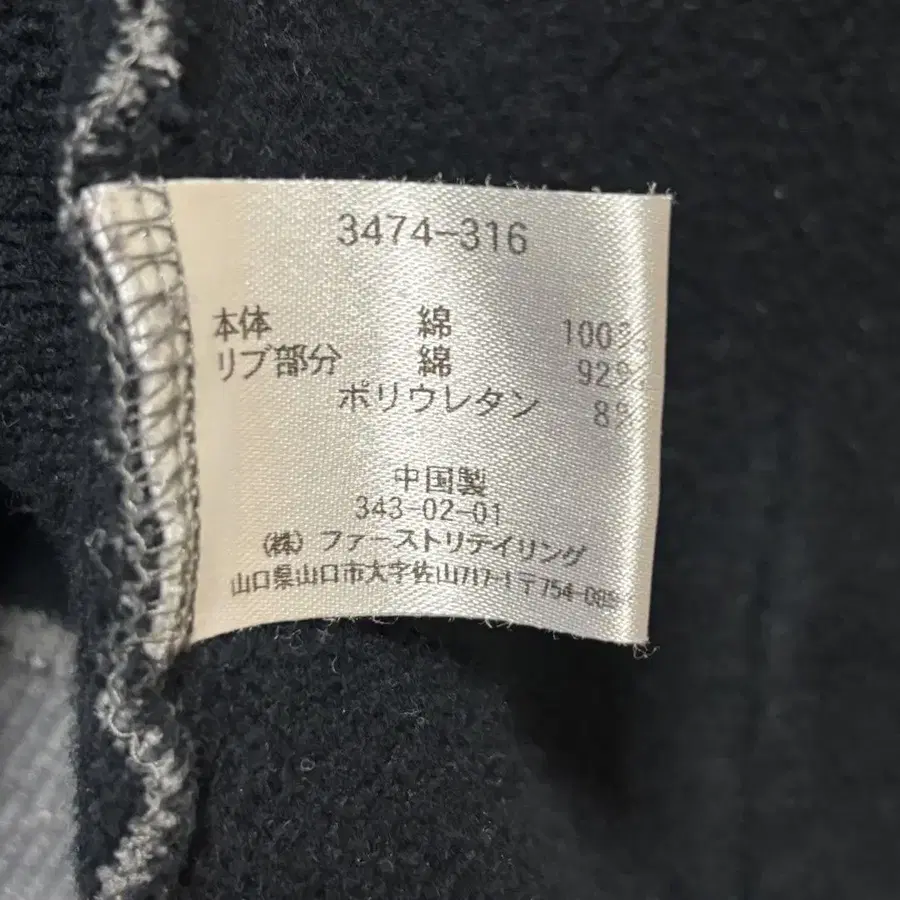 3474-316
本体 綿 100%
リブ部分 綿 92%
ポリウレタン 8%
中国製
343-02-01
(株) ファーストリテイリング
山口県山口市大字佐山717-1